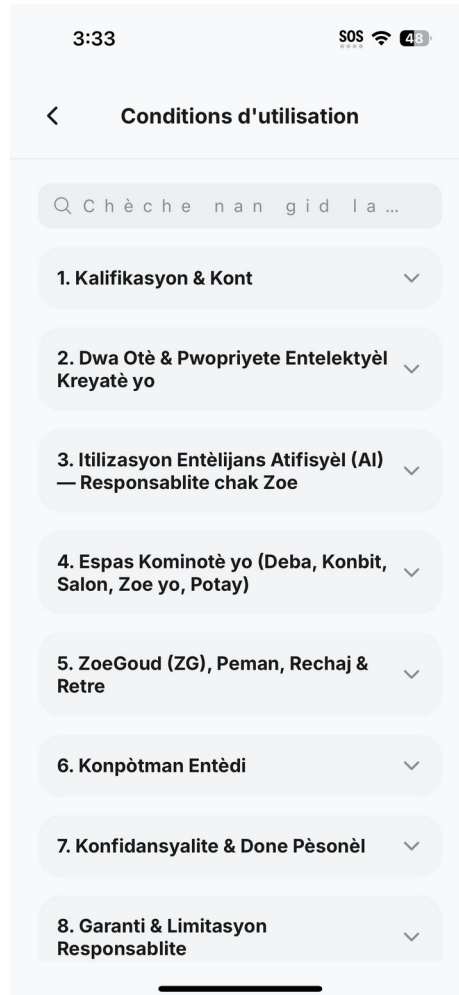 3:33
SOS
48
Conditions d'utilisation
Chèche nan gid la...
1. Kalifikasyon & Kont
2. Dwa Otè & Pwopriyete Entelektyèl
Kreyatè yo
3. Itilizasyon Entèlijans Atifisyèl (AI)
— Responsablite chak Zoe
4. Espas Kominotè yo (Deba, Konbit,
Salon, Zoe yo, Potay)
5. ZoeGoud (ZG), Peman, Rechaj &
Retre
6. Konpòtman Entèdi
7. Konfidansyalite & Done Pèsonèl
8. Garanti & Limitasyon
Responsablite